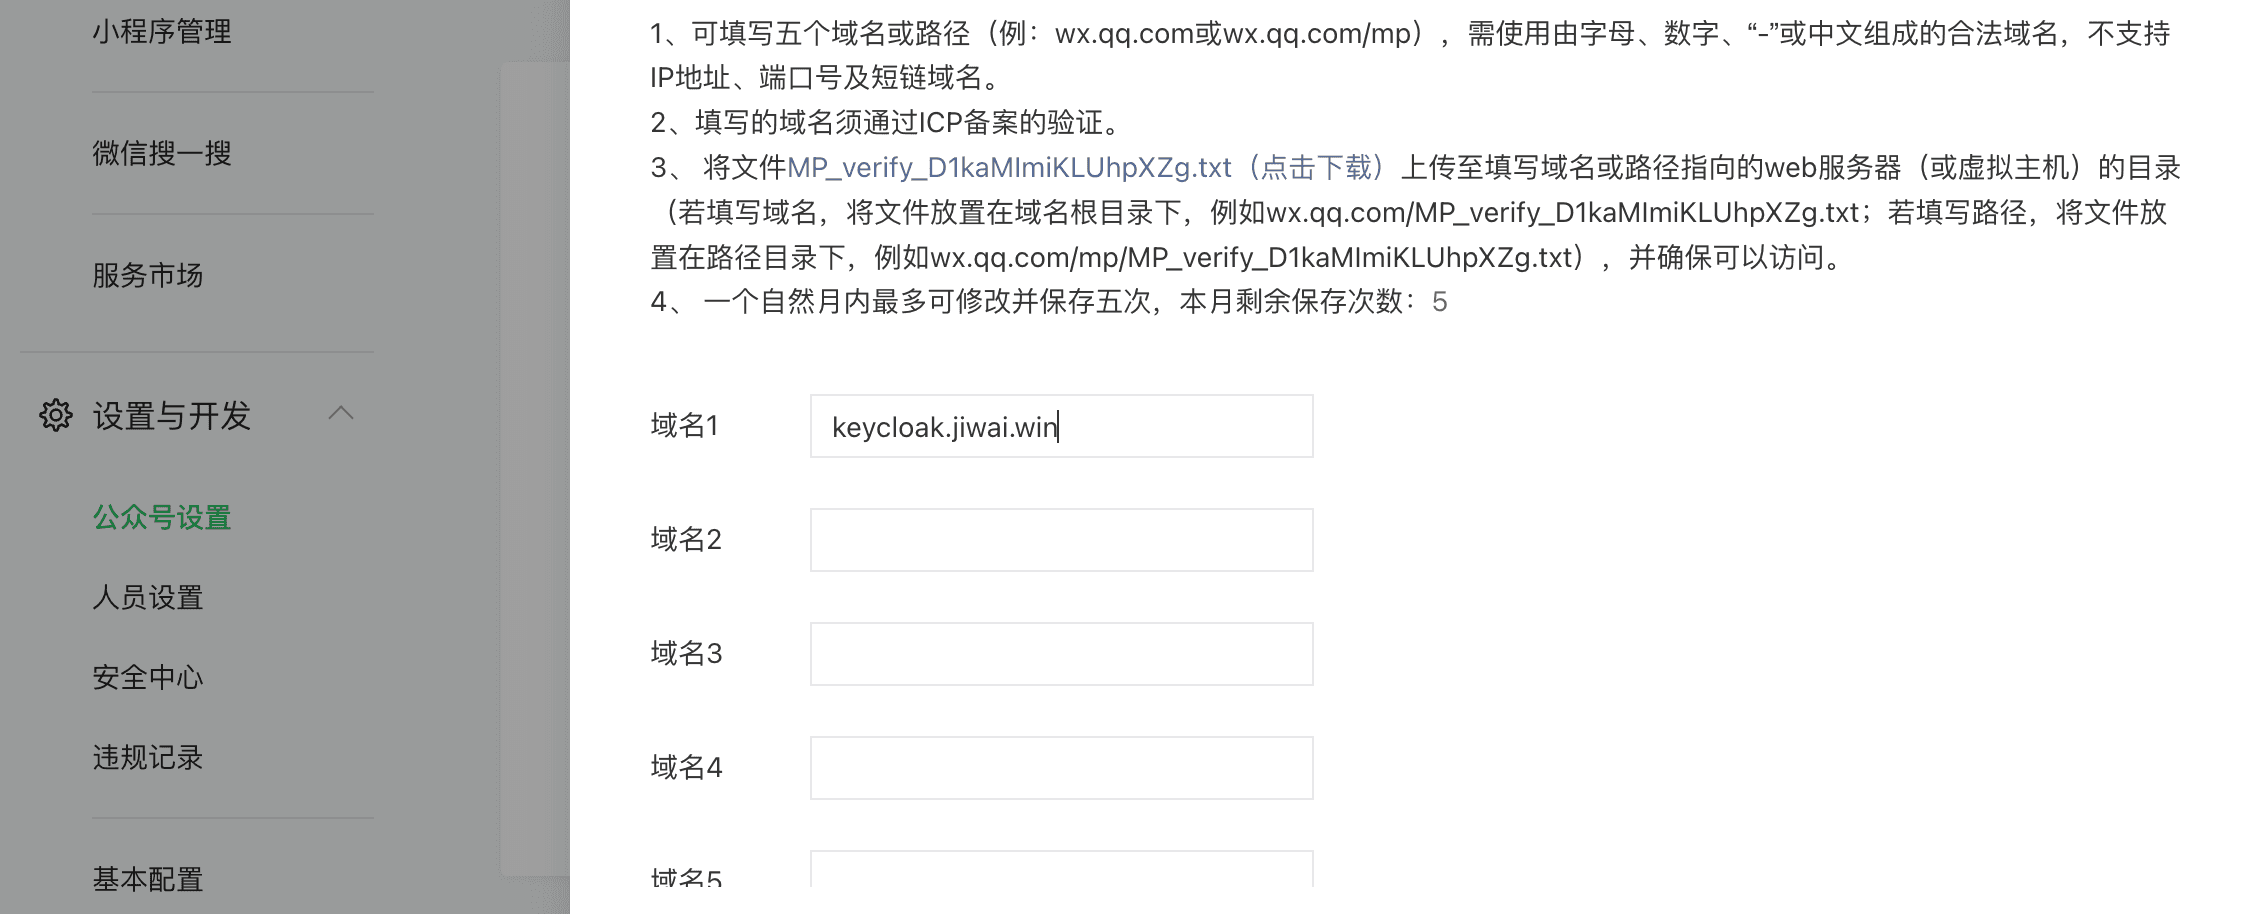 小程序管理
微信搜一搜
服务市场
设置与开发
公众号设置
人员设置
安全中心
违规记录
基本配置
1、可填写五个域名或路径（例：wx.qq.com或wx.qq.com/mp），需使用由字母、数字、“-”或中文组成的合法域名，不支持
IP地址、端口号及短链域名。
2、填写的域名须通过ICP备案的验证。
3、 将文件MP_verify_D1kaMImiKLUhpXZg.txt（点击下载）上传至填写域名或路径指向的web服务器（或虚拟主机）的目录
（若填写域名，将文件放置在域名根目录下，例如wx.qq.com/MP_verify_D1kaMImiKLUhpXZg.txt；若填写路径，将文件放
置在路径目录下，例如wx.qq.com/mp/MP_verify_D1kaMImiKLUhpXZg.txt），并确保可以访问。
4、 一个自然月内最多可修改并保存五次，本月剩余保存次数：5
域名1 keycloak.jiwai.win
域名2
域名3
域名4
域名5